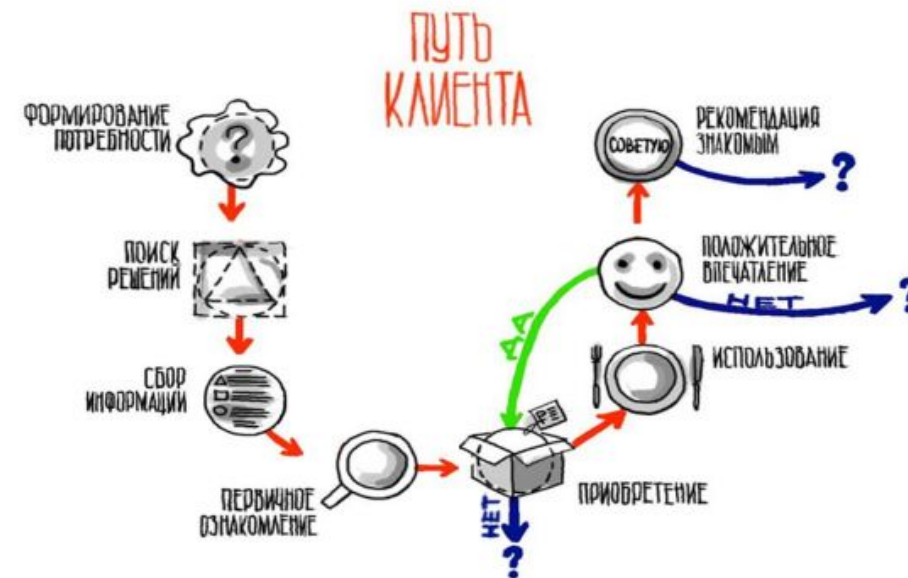 ПУТЬ
КЛИЕНТА
ФОРМИРОВАНИЕ
ПОТРЕБНОСТИ
?
ПОИСК
РЕШЕНИЙ
СБОР
ИНФОРМАЦИИ
ПЕРВИЧНОЕ
ОЗНАКОМЛЕНИЕ
ПРИОБРЕТЕНИЕ
НЕТ
?
ИСПОЛЬЗОВАНИЕ
ПОЛОЖИТЕЛЬНОЕ
ВПЕЧАТЛЕНИЕ
ДА
НЕТ
?
СОВЕТУЮ
РЕКОМЕНДАЦИЯ
ЗНАКОМЫМ
?